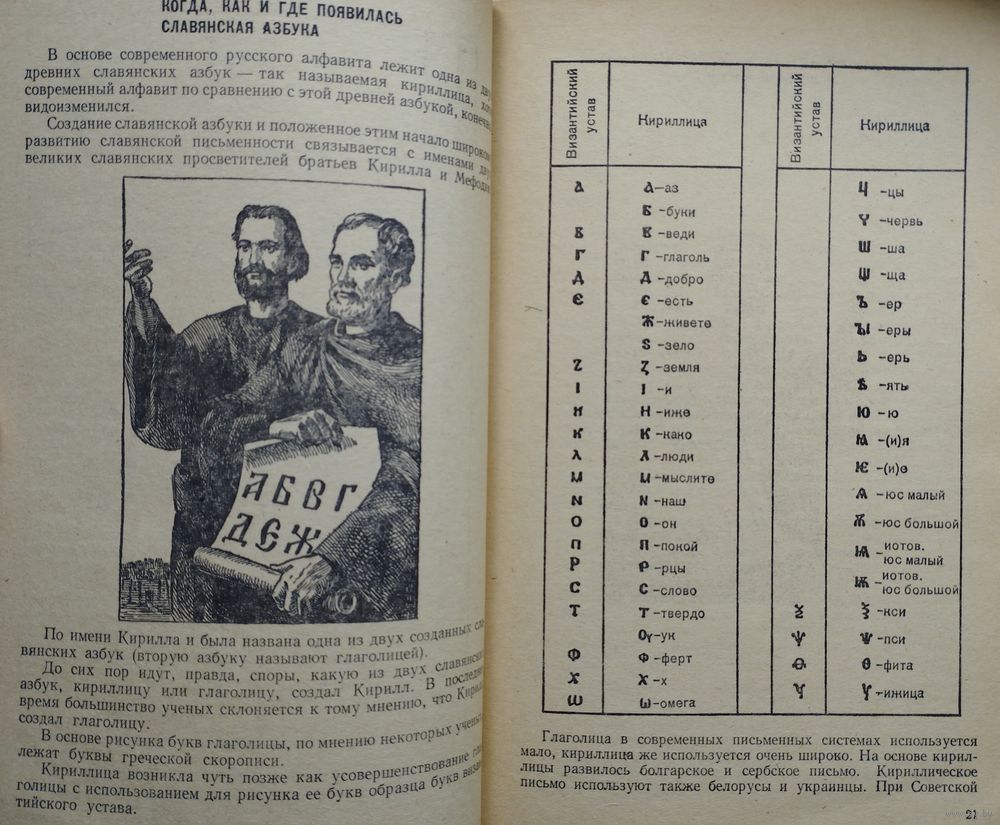 КОГДА, КАК И ГДЕ ПОЯВИЛАСЬ
СЛАВЯНСКАЯ АЗБУКА
В основе современного русского алфавита лежит одна из
древних славянских азбук — так называемая кириллица,
современный алфавит по сравнению с этой древней азбукой,
видоизменился.
Создание славянской азбуки и положенное этим начало
развитию славянской письменности связывается с именами
великих славянских просветителей братьев Кирилла и
АБВГ
ДЕЖ
По имени Кирилла и была названа одна из двух созданных
вянских азбук (вторую азбуку называют глаголицей).
До сих пор идут, правда, споры, какую из двух
азбук, кириллицу или глаголицу, создал Кирилл. В
время большинство ученых склоняется к тому мнению, что
создал глаголицу.
В основе рисунка букв глаголицы, по мнению некоторых
лежат буквы греческой скорописи.
Кириллица возникла чуть позже как усовершенствование
голицы с использованием для рисунка ее букв образца букв
тийского устава.
Византийский устав
Кириллица
Византийский устав
Кириллица
А А—аз
Б -буки
В В -веди
Г Г -глаголь
Д Д -добро
Є Є -есть
Ж -живете
Ѕ -зело
Ζ Ꙁ -земля
І І -и
Н Н -иже
К К -како
Л Л -люди
М М -мыслите
N N -наш
О О -он
П П -покой
Р Р -рцы
С С -слово
Т Т -твердо
Оу -ук
Ф Ф -ферт
Х Х -х
Ѡ Ѡ -омега
Ц -цы
Ч -червь
Ш -ша
Щ -ща
Ъ -ер
Ꙑ -еры
Ь -ерь
Ѣ -ять
Ю -ю
Ꙗ -(и)я
Ѥ -(и)е
Ѧ -юс малый
Ѫ -юс большой
Ѩ - иотов.
юс малый
Ѭ - иотов.
юс большой
Ѯ Ѯ -кси
Ѱ Ѱ -пси
Ѳ Ѳ -фита
Ѵ Ѵ -ижица
Глаголица в современных письменных системах используется
мало, кириллица же используется очень широко. На основе кирил-
лицы развилось болгарское и сербское письмо. Кириллическое
письмо используют также белорусы и украинцы. При Советской
21